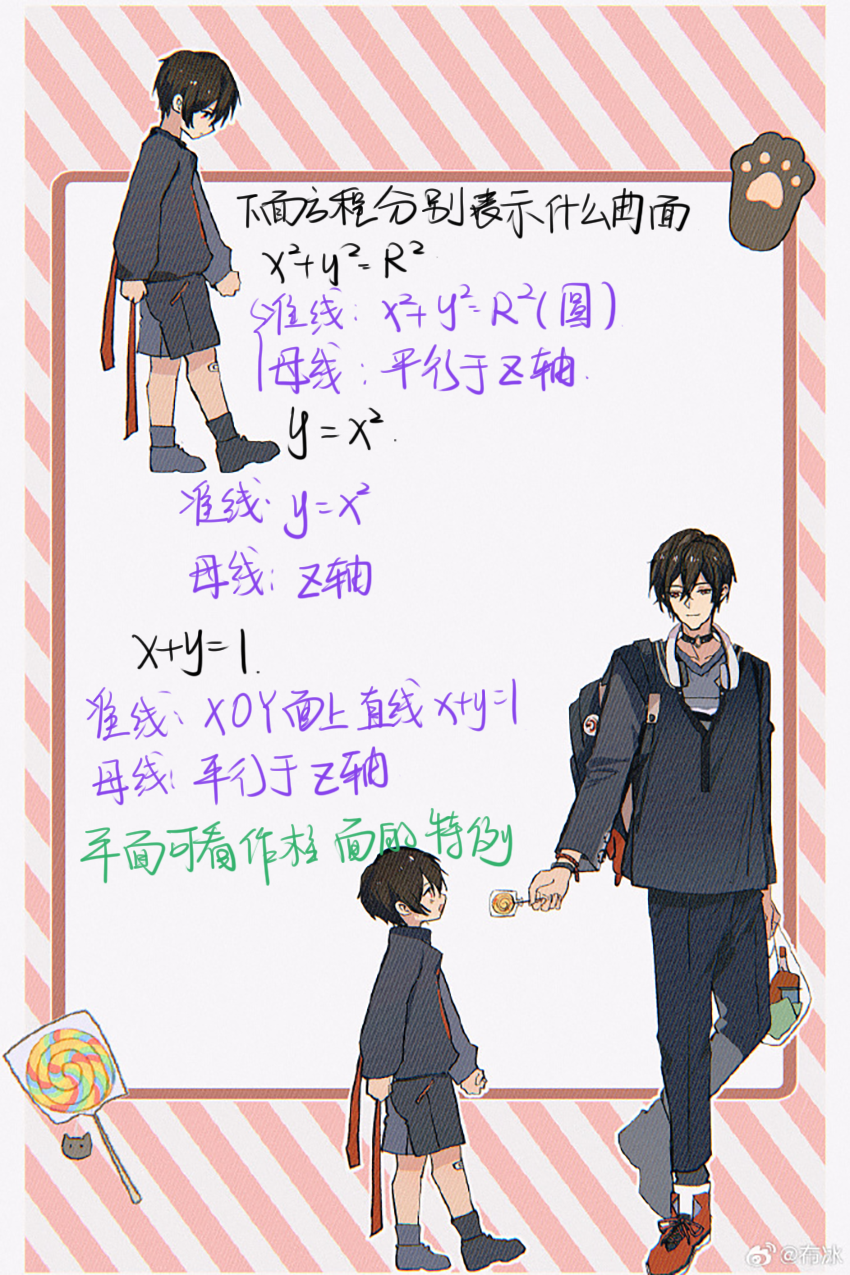 下面方程分别表示什么曲面
x²+y²=R²
准线:x²+y²=R²(圆)
母线:平行于Z轴.
y=x².
准线:y=x²
母线:Z轴
x+y=1.
准线:XOY面上直线x+y=1
母线:平行于Z轴
平面可看作柱面的特例
@布冰